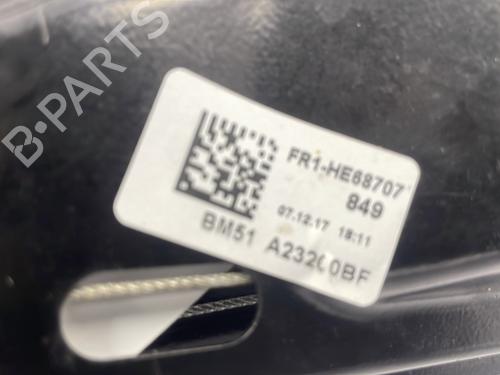 B-PARTS
FR1-HE68707
849
07.12.17 18:11
BM51 A23200BF